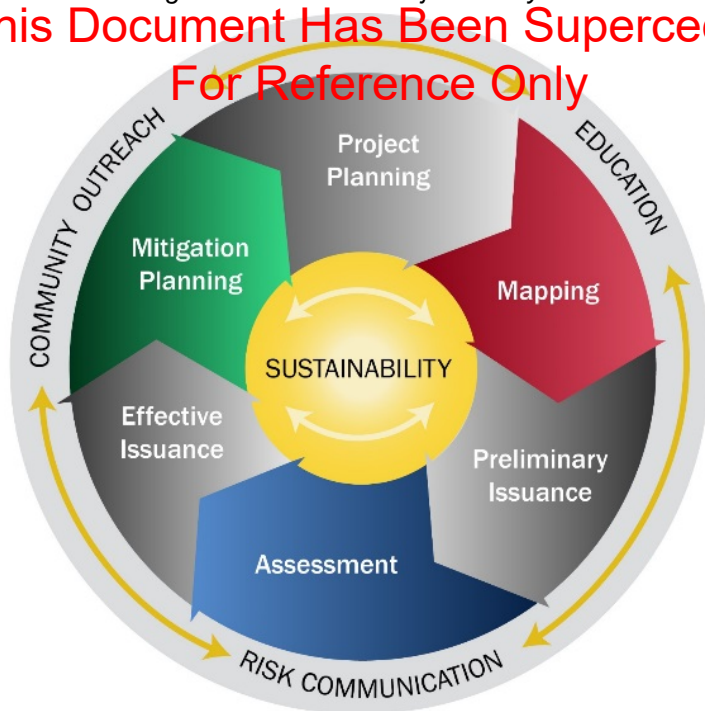 his Document Has Been Superce
For Reference Only
COMMUNITY OUTREACH
EDUCATION
Project
Planning
Mitigation
Planning
Mapping
SUSTAINABILITY
Effective
Issuance
Preliminary
Issuance
Assessment
RISK COMMUNICATION